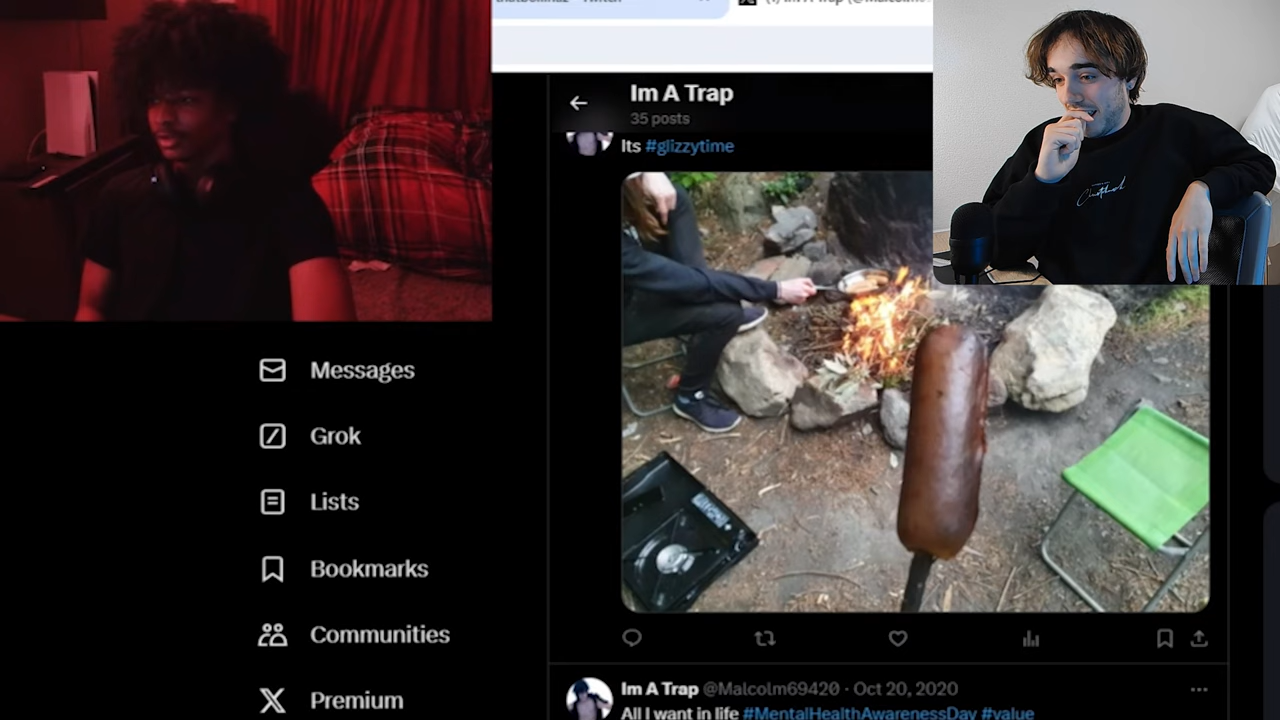 Im A Trap
35 posts
Its #glizzytime
Messages
Grok
Lists
Bookmarks
Communities
Premium
Im A Trap @Malcolm69420 · Oct 20, 2020
All I want in life #MentalHealthAwarenessDay #value